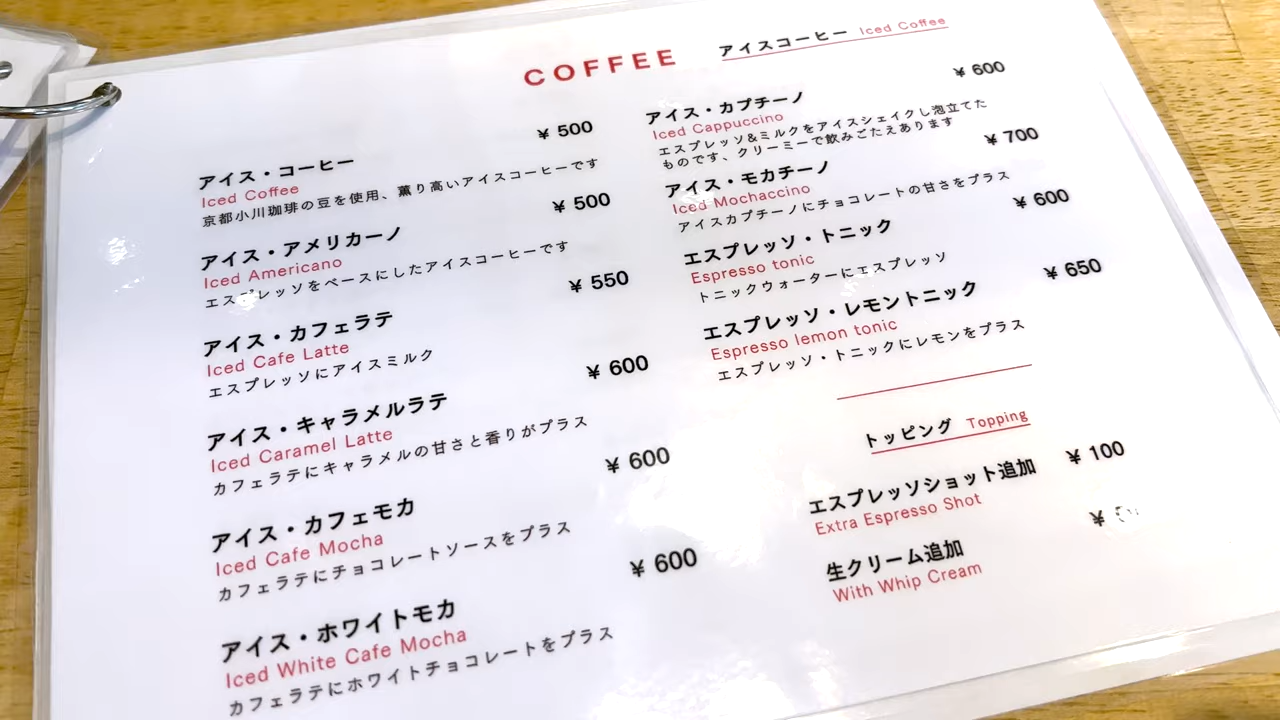 COFFEE
アイスコーヒー Iced Coffee
¥ 500
アイス・コーヒー
Iced Coffee
京都小川珈琲の豆を使用、薫り高いアイスコーヒーです
¥ 500
アイス・アメリカーノ
Iced Americano
エスプレッソをベースにしたアイスコーヒーです
¥ 550
アイス・カフェラテ
Iced Cafe Latte
エスプレッソにアイスミルク
¥ 600
アイス・キャラメルラテ
Iced Caramel Latte
カフェラテにキャラメルの甘さと香りがプラス
¥ 600
アイス・カフェモカ
Iced Cafe Mocha
カフェラテにチョコレートソースをプラス
¥ 600
アイス・ホワイトモカ
Iced White Cafe Mocha
カフェラテにホワイトチョコレートをプラス
¥ 600
アイス・カプチーノ
Iced Cappuccino
エスプレッソ&ミルクをアイスシェイクし泡立てた
ものです、クリーミーで飲みごたえあります
¥ 700
アイス・モカチーノ
Iced Mochaccino
アイスカプチーノにチョコレートの甘さをプラス
¥ 600
エスプレッソ・トニック
Espresso tonic
トニックウォーターにエスプレッソ
¥ 650
エスプレッソ・レモントニック
Espresso lemon tonic
エスプレッソ・トニックにレモンをプラス
トッピング Topping
¥ 100
エスプレッソショット追加
Extra Espresso Shot
¥
生クリーム追加
With Whip Cream